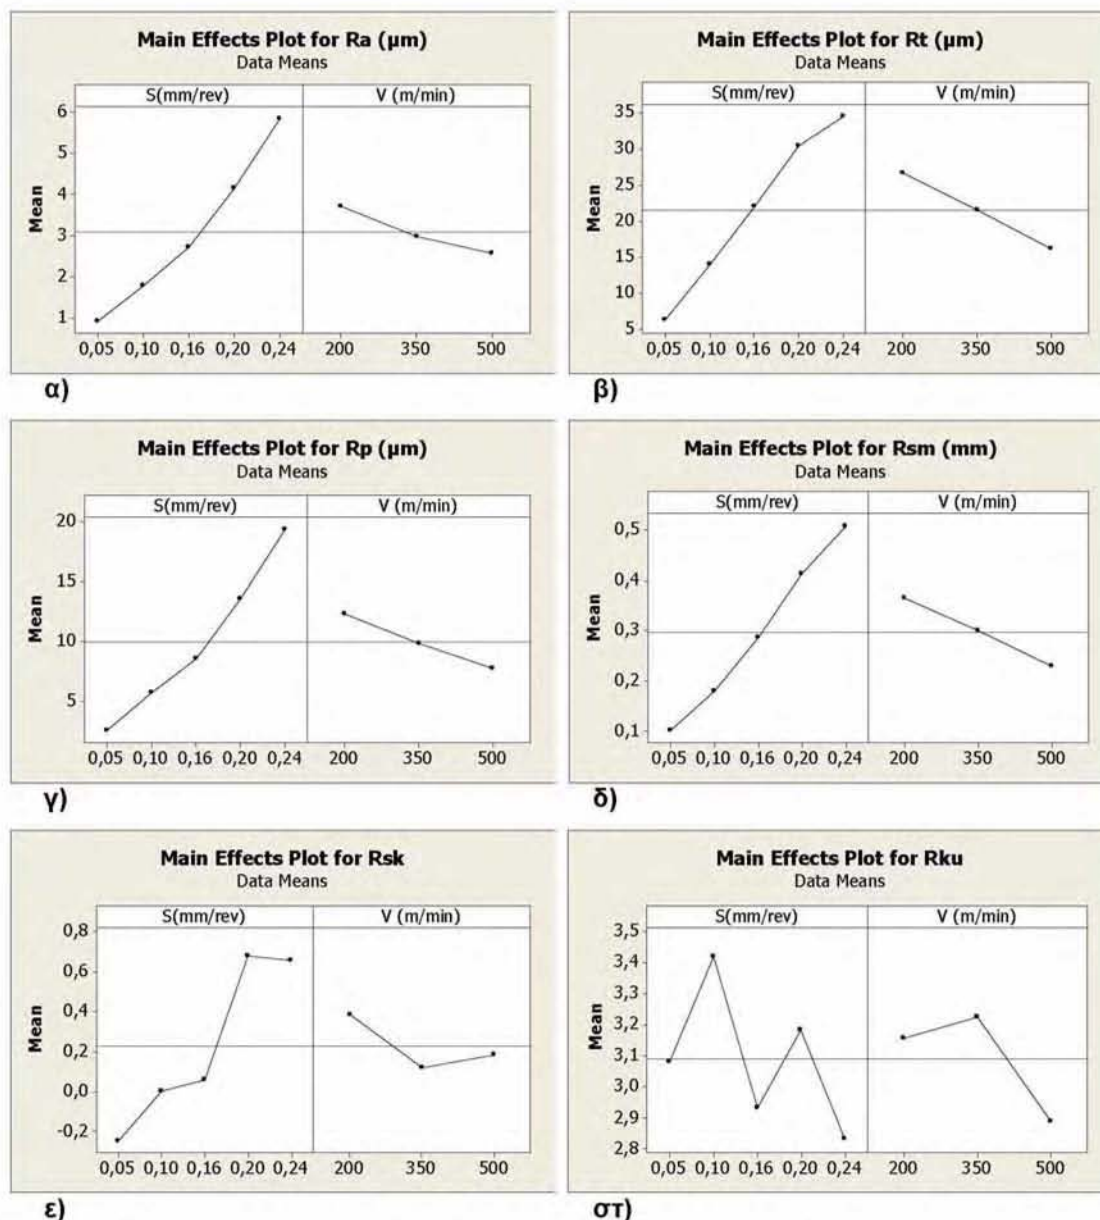 Main Effects Plot for Ra (μm)
Data Means
S(mm/rev) V (m/min)
Mean
6
5
4
3
2
1
0,05 0,10 0,16 0,20 0,24 200 350 500
α)
Main Effects Plot for Rt (μm)
Data Means
S(mm/rev) V (m/min)
Mean
35
30
25
20
15
10
5
0,05 0,10 0,16 0,20 0,24 200 350 500
β)
Main Effects Plot for Rp (μm)
Data Means
S(mm/rev) V (m/min)
Mean
20
15
10
5
0,05 0,10 0,16 0,20 0,24 200 350 500
γ)
Main Effects Plot for Rsm (mm)
Data Means
S(mm/rev) V (m/min)
Mean
0,5
0,4
0,3
0,2
0,1
0,05 0,10 0,16 0,20 0,24 200 350 500
δ)
Main Effects Plot for Rsk
Data Means
S(mm/rev) V (m/min)
Mean
0,8
0,6
0,4
0,2
0,0
-0,2
0,05 0,10 0,16 0,20 0,24 200 350 500
ε)
Main Effects Plot for Rku
Data Means
S(mm/rev) V (m/min)
Mean
3,5
3,4
3,3
3,2
3,1
3,0
2,9
2,8
0,05 0,10 0,16 0,20 0,24 200 350 500
στ)